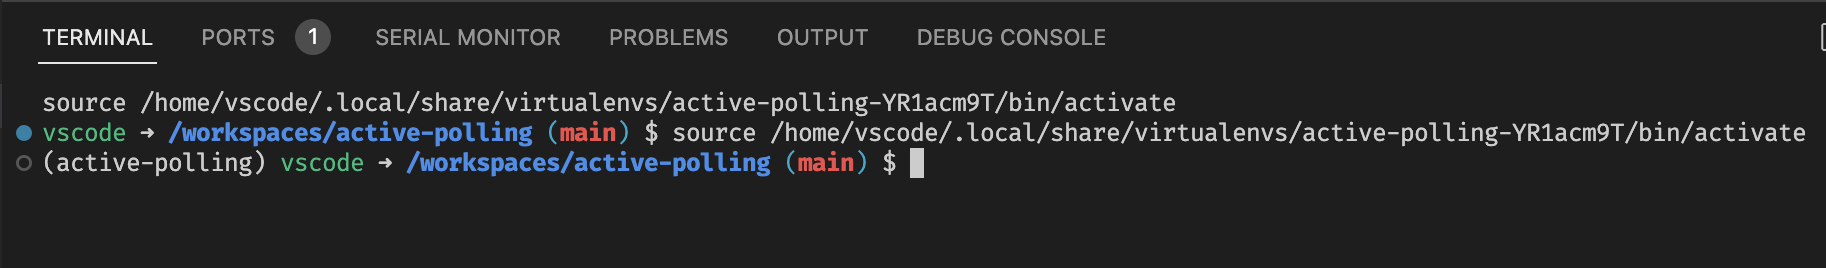 TERMINAL PORTS 1 SERIAL MONITOR PROBLEMS OUTPUT DEBUG CONSOLE
source /home/vscode/.local/share/virtualenvs/active-polling-YR1acm9T/bin/activate
vscode ➜ /workspaces/active-polling (main) $ source /home/vscode/.local/share/virtualenvs/active-polling-YR1acm9T/bin/activate
(active-polling) vscode ➜ /workspaces/active-polling (main) $